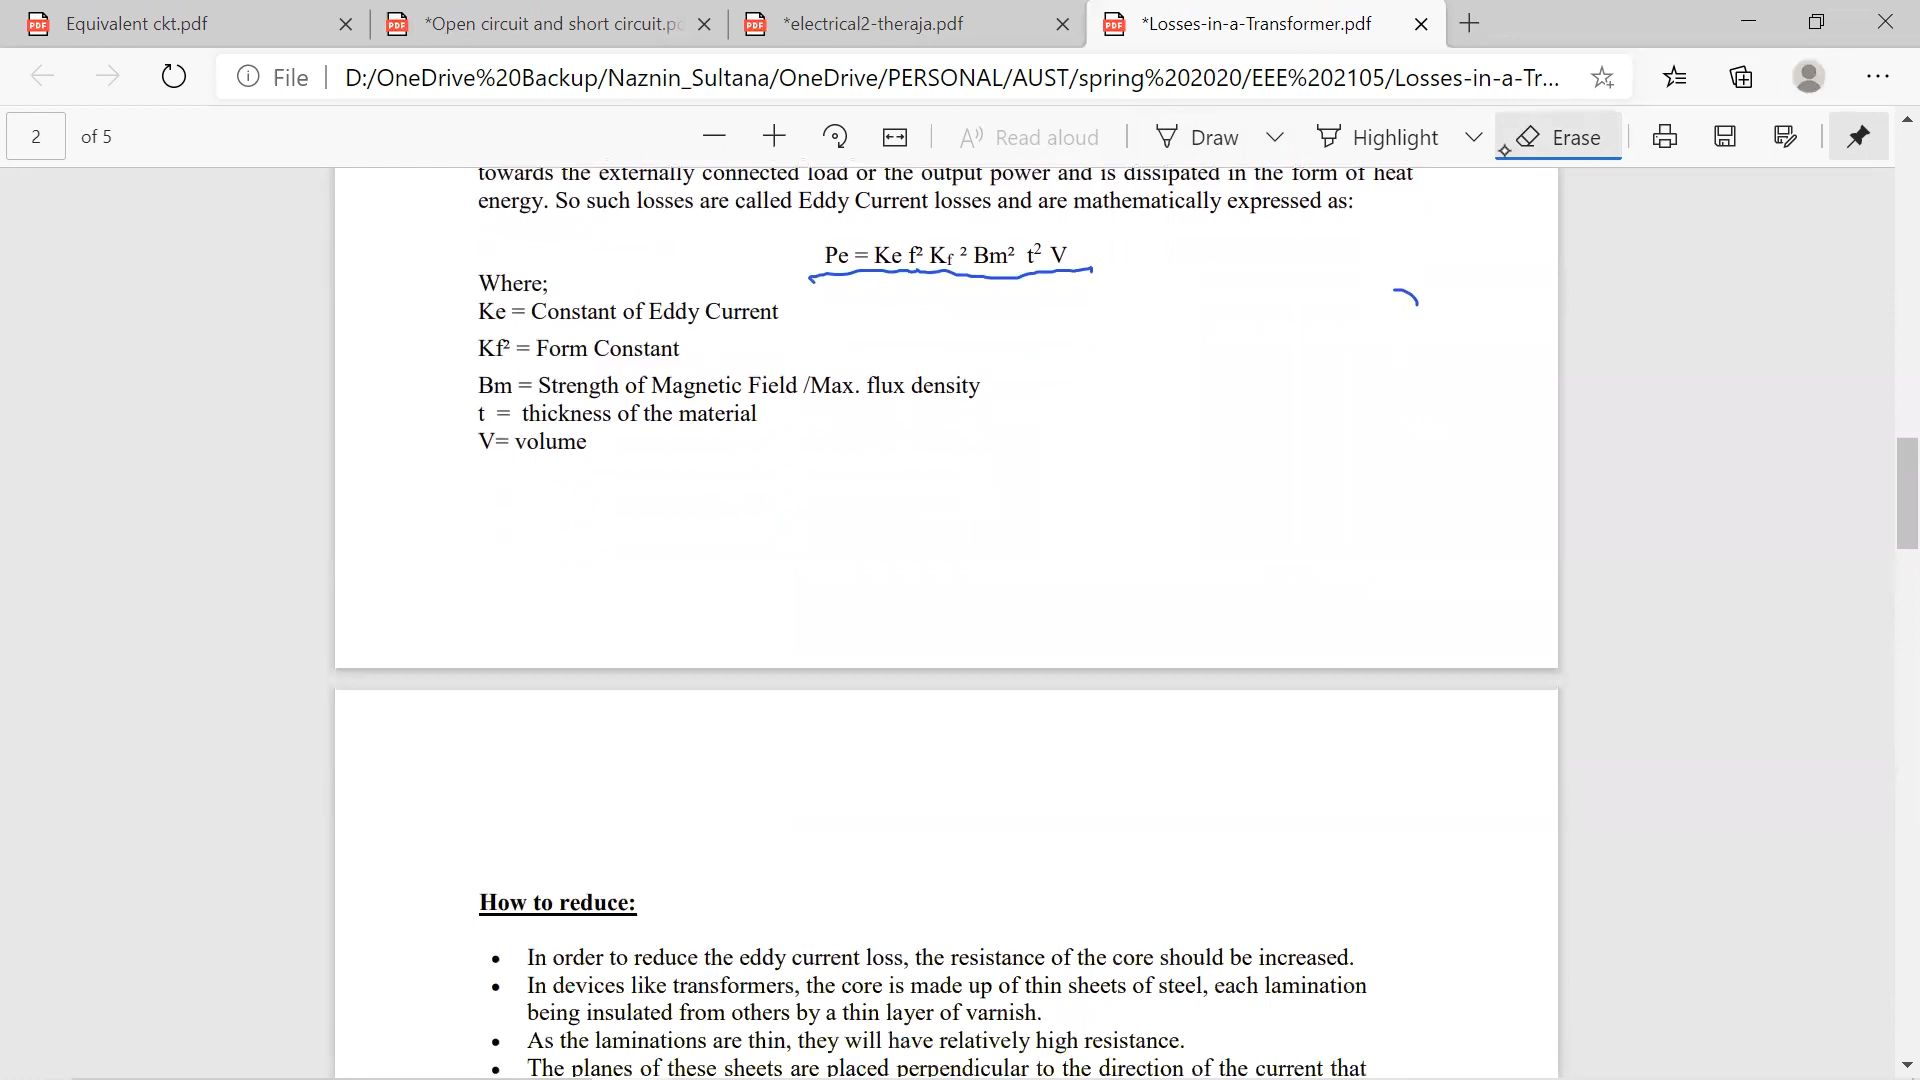 Equivalent ckt.pdf
*Open circuit and short circuit.pd
*electrical2-theraja.pdf
*Losses-in-a-Transformer.pdf
File
D:/OneDrive%20Backup/Naznin_Sultana/OneDrive/PERSONAL/AUST/spring%202020/EEE%202105/Losses-in-a-Tr...
2 of 5
Read aloud
Draw
Highlight
Erase
towards the externally connected load or the output power and is dissipated in the form of heat
energy. So such losses are called Eddy Current losses and are mathematically expressed as:
Pe = Ke f² Kf ² Bm² t² V
Where;
Ke = Constant of Eddy Current
Kf² = Form Constant
Bm = Strength of Magnetic Field /Max. flux density
t = thickness of the material
V= volume
How to reduce:
• In order to reduce the eddy current loss, the resistance of the core should be increased.
• In devices like transformers, the core is made up of thin sheets of steel, each lamination
being insulated from others by a thin layer of varnish.
• As the laminations are thin, they will have relatively high resistance.
• The planes of these sheets are placed perpendicular to the direction of the current that